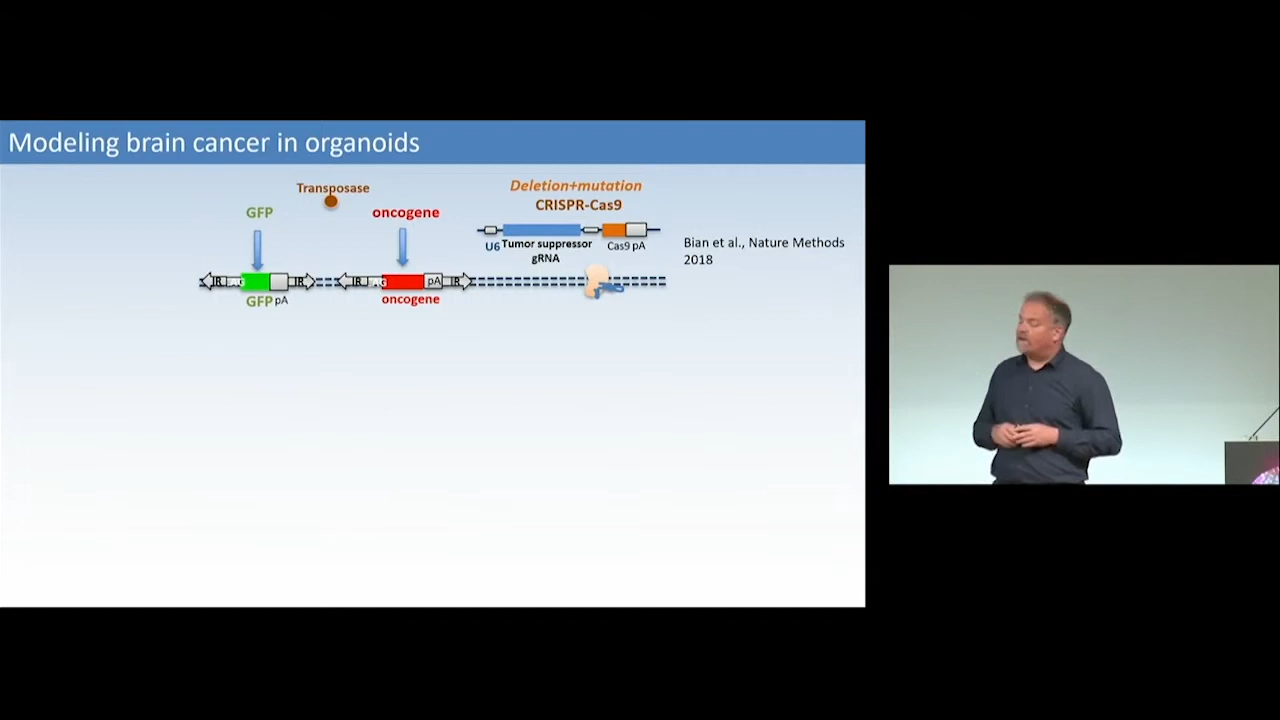 Modeling brain cancer in organoids
Transposase
Deletion+mutation
CRISPR-Cas9
GFP
oncogene
U6
Tumor suppressor
gRNA
Cas9 pA
Bian et al., Nature Methods
2018
IR
IR
IR
AG
pA
IR
GFP pA
oncogene